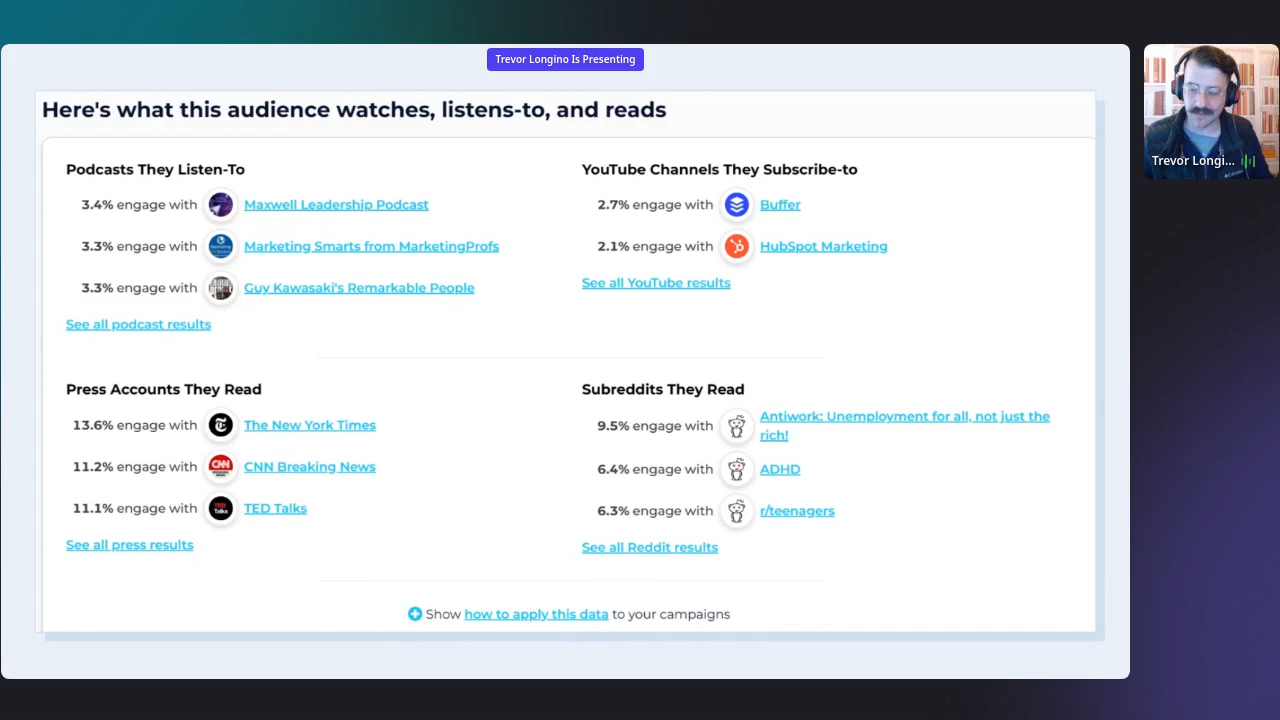 Trevor Longino Is Presenting
Trevor Longi...
Here's what this audience watches, listens-to, and reads
Podcasts They Listen-To
3.4% engage with Maxwell Leadership Podcast
3.3% engage with Marketing Smarts from MarketingProfs
3.3% engage with Guy Kawasaki's Remarkable People
See all podcast results
YouTube Channels They Subscribe-to
2.7% engage with Buffer
2.1% engage with HubSpot Marketing
See all YouTube results
Press Accounts They Read
13.6% engage with The New York Times
11.2% engage with CNN CNN Breaking News
11.1% engage with TED Talks TED Talks
See all press results
Subreddits They Read
9.5% engage with Antiwork: Unemployment for all, not just the
rich!
6.4% engage with ADHD
6.3% engage with r/teenagers
See all Reddit results
Show how to apply this data to your campaigns